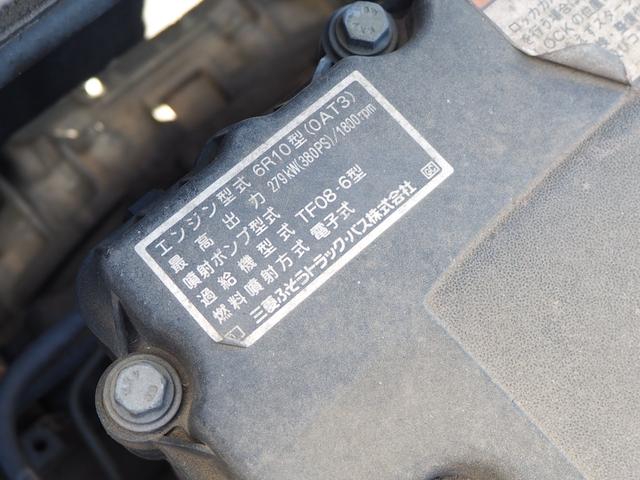 エンジン型式 6R10型(0AT3)
最高出力 279kW(380PS)/1800rpm
噴射ポンプ型式
過給機型式 TF08-6型
燃料噴射方式 電子式
三菱ふそうトラック・バス株式会社